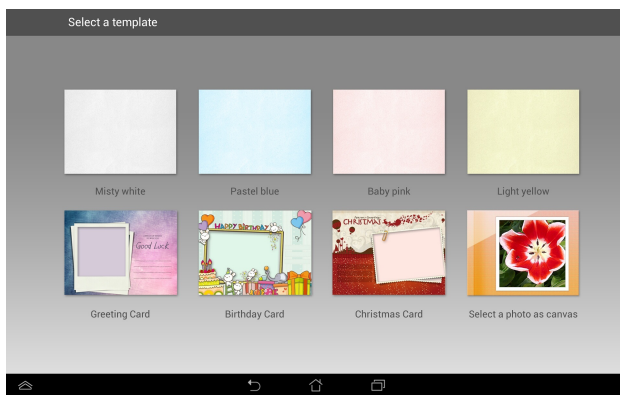 Select a template
Misty white
Pastel blue
Baby pink
Light yellow
Good Luck
HAPPY BIRTHDAY
CHRISTMAS
Greeting Card
Birthday Card
Christmas Card
Select a photo as canvas